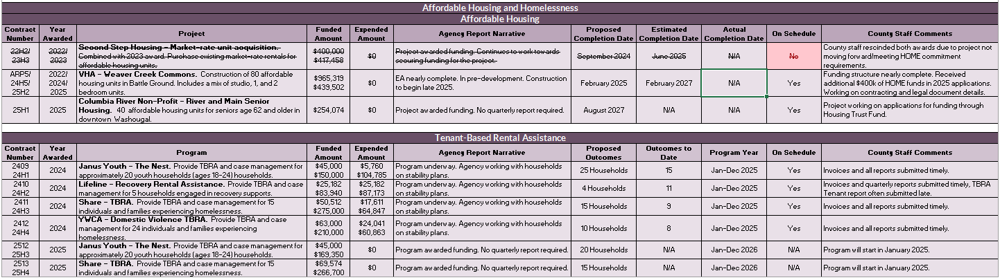 Affordable Housing and Homelessness
Affordable Housing
Contract Number	Year Awarded	Project	Funded Amount	Expended Amount	Agency Report Narrative	Proposed Completion Date	Estimated Completion Date	Actual Completion Date	On Schedule	County Staff Comments
22H2/ 23H3	2022/ 2023	Second Step Housing - Market-rate unit acquisition. Combined with 2023 award. Purchase existing market-rate rentals for affordable housing units.	$400,000 $417,458	$0	Project awarded funding. Continues to work towards securing funding for the project.	September 2024	June 2025	N/A	No	County staff rescinded both awards due to project not moving forward/meeting HOME commitment requirements.
ARP5/ 24H5/ 25H2	2022/ 2024/ 2025	VHA - Weaver Creek Commons. Construction of 80 affordable housing units in Battle Ground. Includes a mix of studio, 1, and 2 bedroom units.	$965,319 $439,502	$0	EA nearly complete. In pre-development. Construction to begin late 2025.	February 2025	February 2027	N/A	Yes	Funding structure nearly complete. Received additional $400k of HOME funds in 2025 applications. Working on contracting and legal document details.
25H1	2025	Columbia River Non-Profit - River and Main Senior Housing. 40 affordable housing units for seniors age 62 and older in downtown Washougal.	$254,074	$0	Project awarded funding. No quarterly report required.	August 2027	N/A	N/A	Yes	Project working on applications for funding through Housing Trust Fund.
Tenant-Based Rental Assistance
Contract Number	Year Awarded	Program	Funded Amount	Expended Amount	Agency Report Narrative	Proposed Outcomes	Outcomes to Date	Program Year	On Schedule	County Staff Comments
2409 24H1	2024	Janus Youth - The Nest. Provide TBRA and case management for approximately 20 youth households (ages 18-24) households.	$45,000 $150,000	$5,760 $104,785	Program underway. Agency working with households on stability plans.	25 Households	15	Jan-Dec 2025	Yes	Invoices and all reports submitted timely.
2410 24H2	2024	Lifeline - Recovery Rental Assistance. Provide TBRA and case management for 5 households engaged in recovery supports.	$25,182 $83,940	$25,182 $87,173	Program underway. Agency working with households on stability plans.	4 Households	11	Jan-Dec 2025	Yes	Invoices and quarterly reports submitted timely, TBRA Tenant report often submitted late.
2411 24H3	2024	Share - TBRA. Provide TBRA and case management for 15 individuals and families experiencing homelessness.	$50,512 $275,000	$17,611 $64,847	Program underway. Agency working with households on stability plans.	15 Households	9	Jan-Dec 2025	Yes	Invoices and all reports submitted timely.
2412 24H4	2024	YWCA - Domestic Violence TBRA. Provide TBRA and case management for 24 individuals and families experiencing homelessness.	$63,000 $210,000	$24,041 $60,863	Program underway. Agency working with households on stability plans.	10 Households	8	Jan-Dec 2025	Yes	Invoices and all reports submitted timely.
2512 25H3	2025	Janus Youth - The Nest. Provide TBRA and case management for approximately 20 youth households (ages 18-24) households.	$45,000 $169,350	$0	Program awarded funding. No quarterly report required.	20 Households	N/A	Jan-Dec 2026	N/A	Program will start in January 2025.
2513 25H4	2025	Share - TBRA. Provide TBRA and case management for 15 individuals and families experiencing homelessness.	$69,574 $266,700	$0	Program awarded funding. No quarterly report required.	15 Households	N/A	Jan-Dec 2026	N/A	Program will start in January 2025.